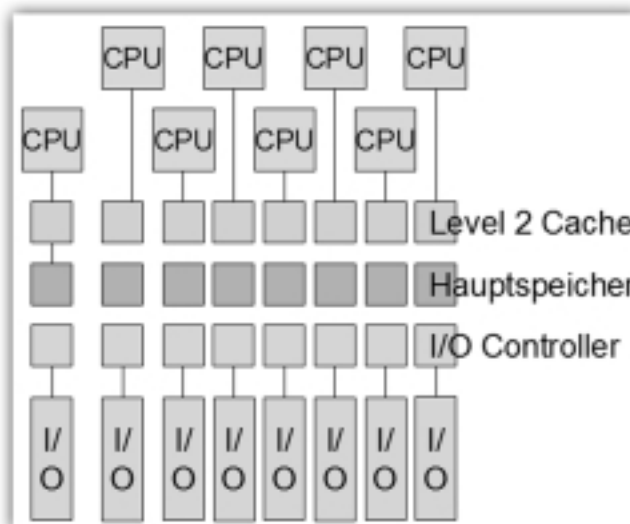 CPU CPU CPU CPU
CPU CPU CPU CPU
Level 2 Cache
Hauptspeicher
I/O Controller
I/ I/ I/ I/ I/ I/ I/ I/
O O O O O O O O